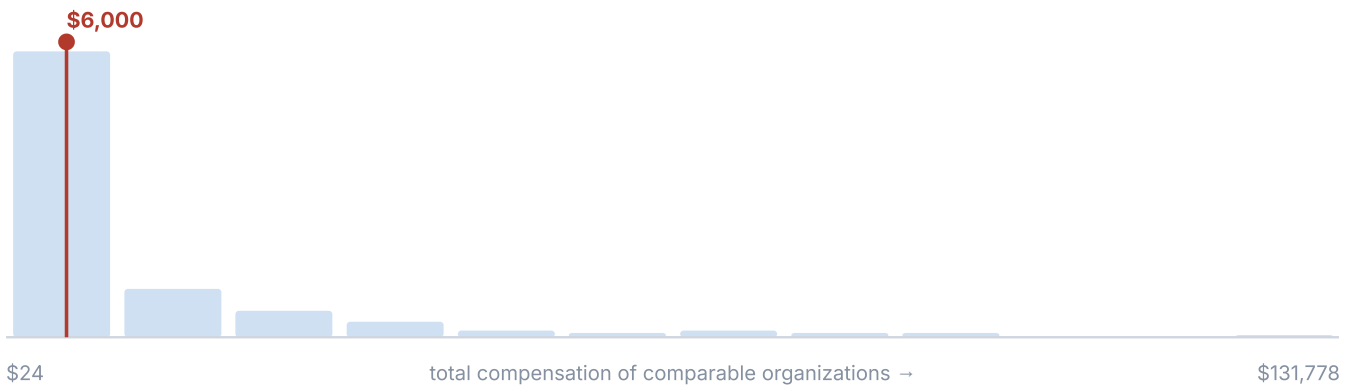 $6,000
$24
total compensation of comparable organizations →
$131,778